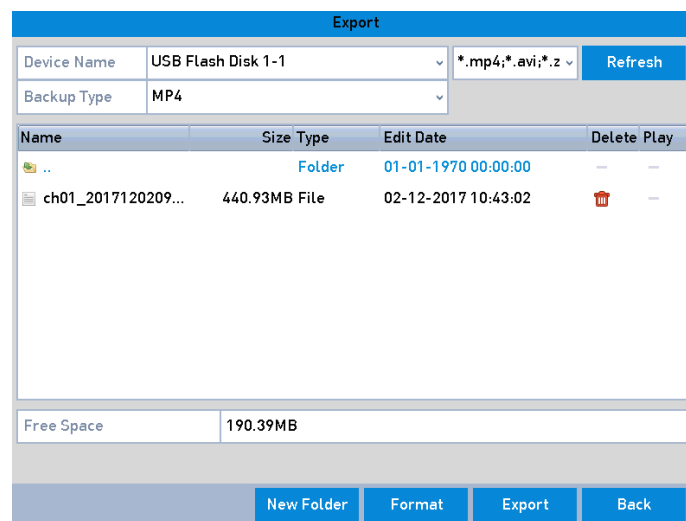 Export
Device Name USB Flash Disk 1-1 *.mp4;*.avi;*.z Refresh
Backup Type MP4
Name Size Type Edit Date Delete Play
.. Folder 01-01-1970 00:00:00 — —
ch01_2017120209... 440.93MB File 02-12-2017 10:43:02 —
Free Space 190.39MB
New Folder Format Export Back